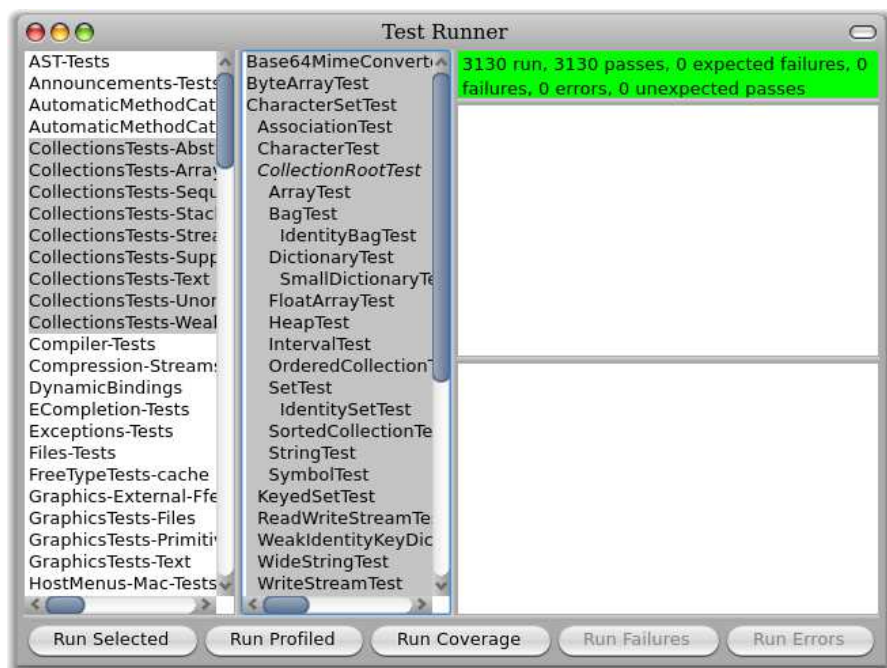 Test Runner
AST-Tests
Announcements-Tests
AutomaticMethodCat
AutomaticMethodCat
CollectionsTests-Abst
CollectionsTests-Array
CollectionsTests-Sequ
CollectionsTests-Stac
CollectionsTests-Strea
CollectionsTests-Supp
CollectionsTests-Text
CollectionsTests-Unor
CollectionsTests-Weak
Compiler-Tests
Compression-Streams
DynamicBindings
ECompletion-Tests
Exceptions-Tests
Files-Tests
FreeTypeTests-cache
Graphics-External-Ffe
GraphicsTests-Files
GraphicsTests-Primitiv
GraphicsTests-Text
HostMenus-Mac-Tests
Base64MimeConverte
ByteArrayTest
CharacterSetTest
AssociationTest
CharacterTest
CollectionRootTest
ArrayTest
BagTest
IdentityBagTest
DictionaryTest
SmallDictionaryTe
FloatArrayTest
HeapTest
IntervalTest
OrderedCollectionT
SetTest
IdentitySetTest
SortedCollectionTe
StringTest
SymbolTest
KeyedSetTest
ReadWriteStreamTe
WeakIdentityKeyDic
WideStringTest
WriteStreamTest
3130 run, 3130 passes, 0 expected failures, 0
failures, 0 errors, 0 unexpected passes
Run Selected
Run Profiled
Run Coverage
Run Failures
Run Errors